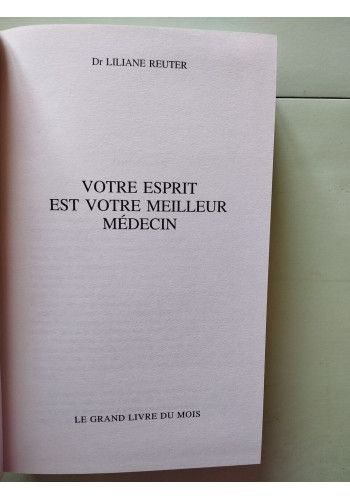 Dr LILIANE REUTER
VOTRE ESPRIT
EST VOTRE MEILLEUR
MÉDECIN
LE GRAND LIVRE DU MOIS